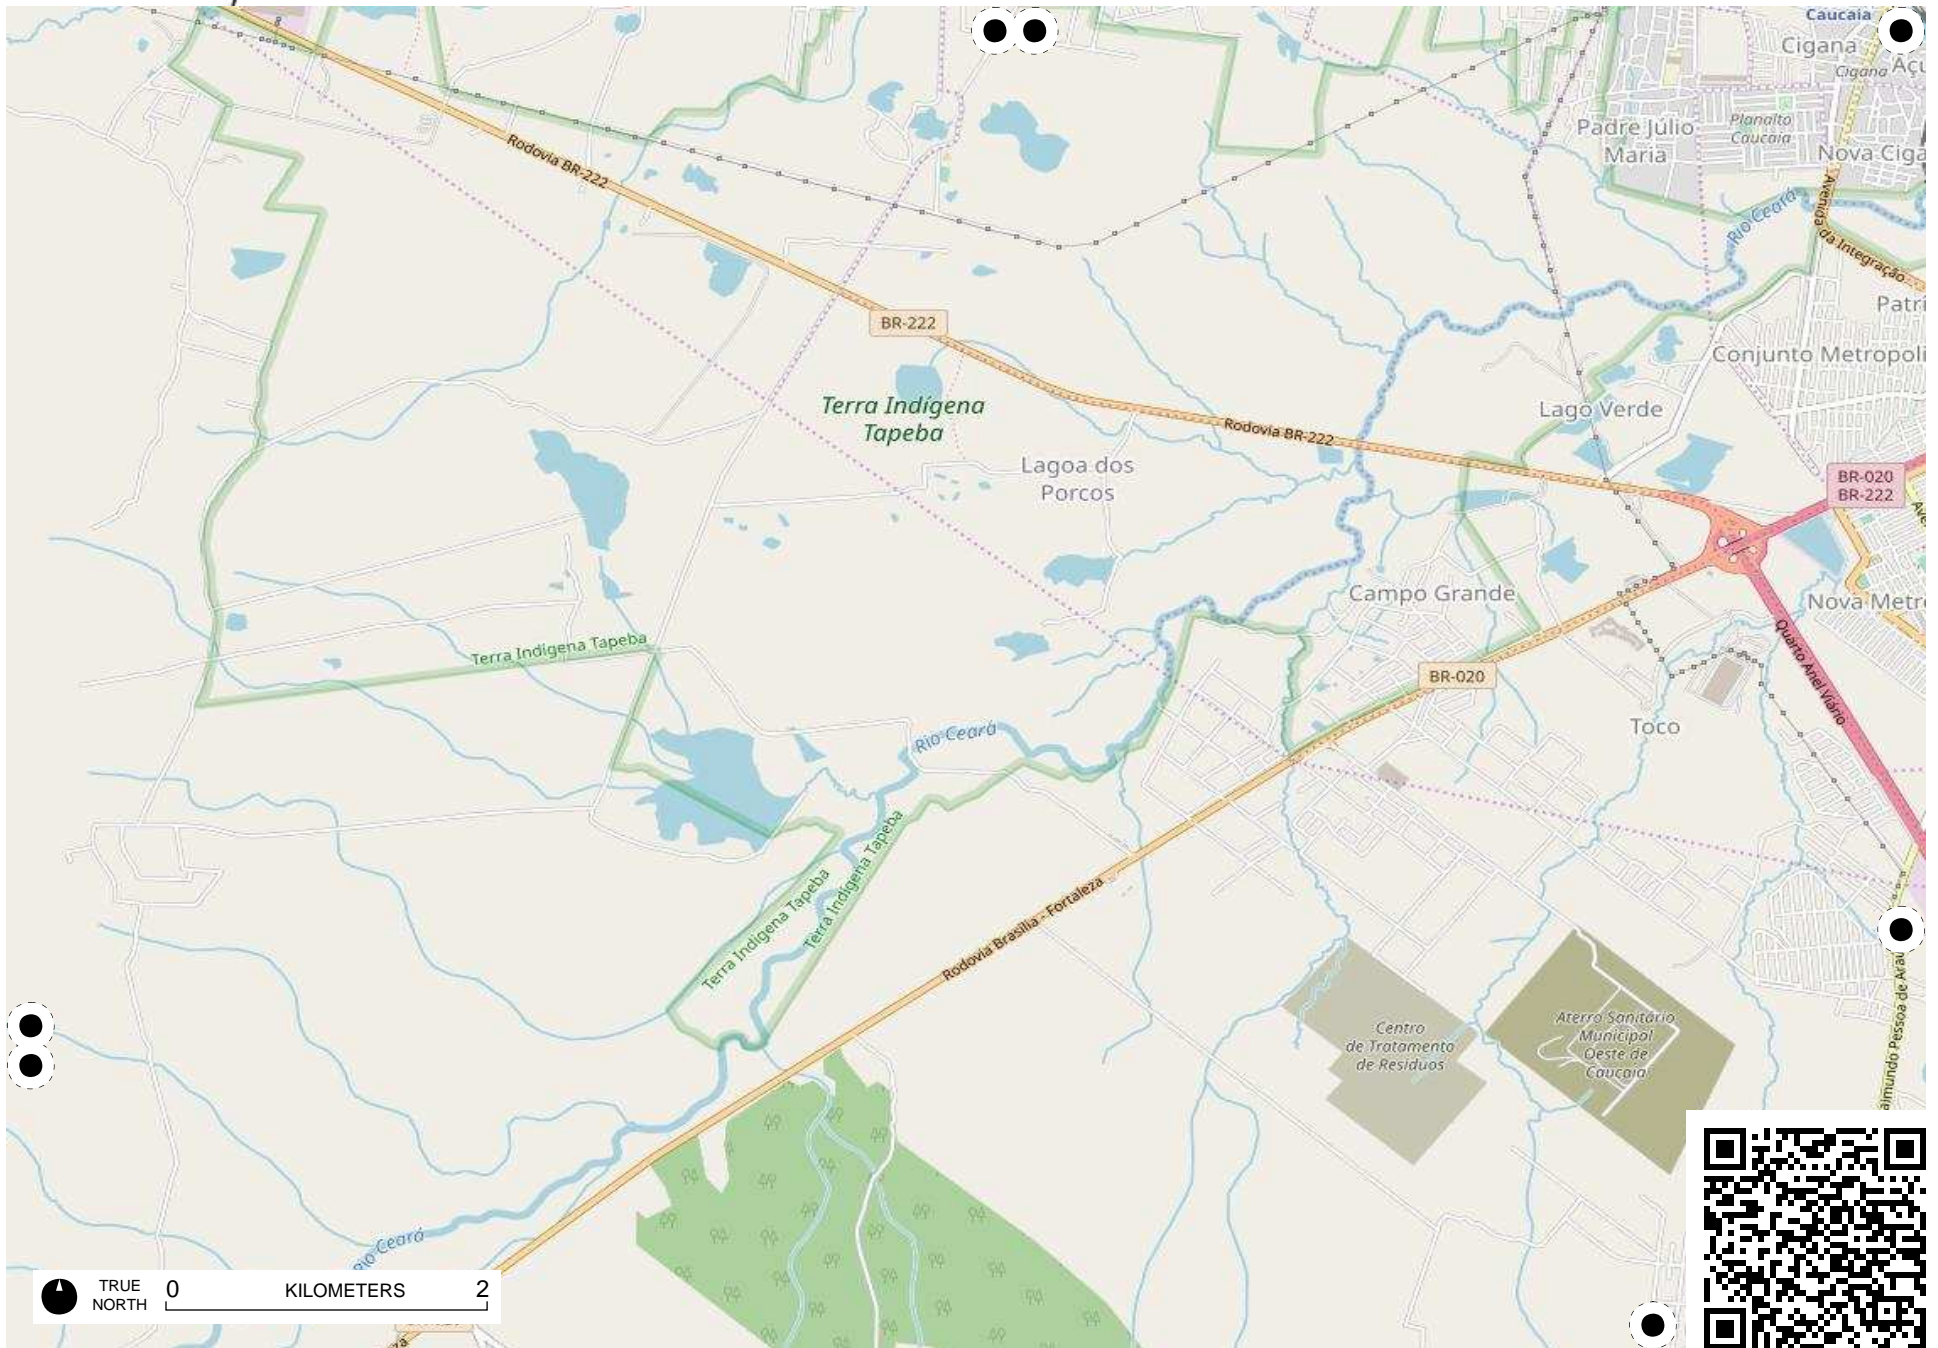 Caucaia
Cigana
Cigana
Padre Júlio
Maria
Planalto
Caucaia
Rodovia BR-222
Rio Ceará
Avenida da Integração
BR-222
Conjunto Metropoli
Terra Indígena
Tapeba
Lago Verde
Rodovia BR-222
Lagoa dos
Porcos
BR-020
BR-222
Campo Grande
Nova Metr
Terra Indígena Tapeba
BR-020
Quarto Anel Viário
Toco
Rio Ceará
Terra Indígena Tapeba
Terra Indígena Tapeba
Rodovia Brasília - Fortaleza
Centro
de Tratamento
de Resíduos
Aterro Sanitário
Municipal
Oeste de
Caucaia
aimundo Pessoa de Arau
Rio Ceará
TRUE
NORTH
0 KILOMETERS 2